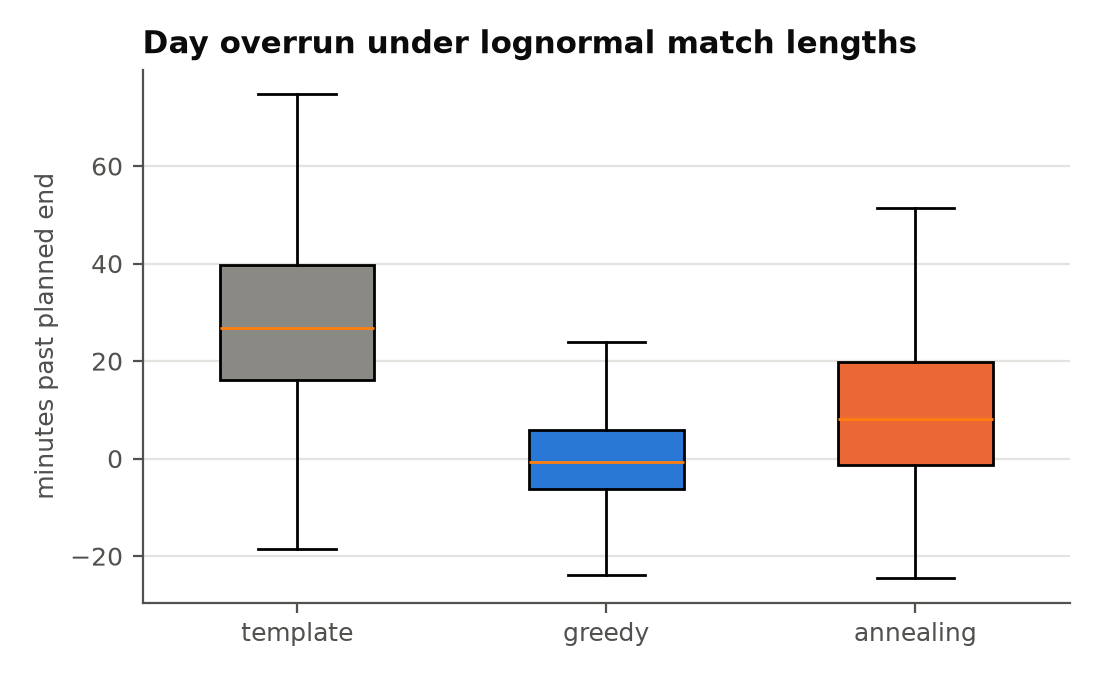 Day overrun under lognormal match lengths
minutes past planned end
60
40
20
0
−20
template
greedy
annealing